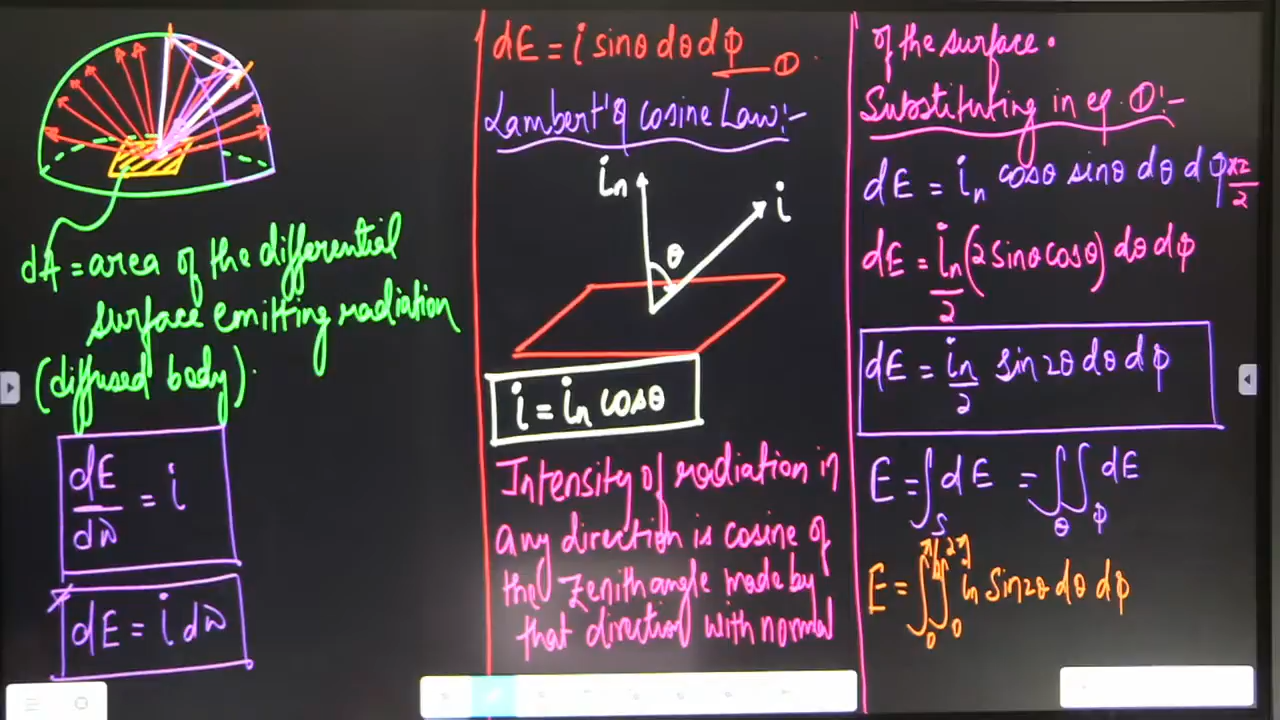 dA = area of the differential
surface emitting radiation
(diffused body).
dE/dω = i
dE = i dω
dE = i sinθ dθ dϕ — ①
Lambert's cosine Law:-
in
i
θ
i = in cosθ
Intensity of radiation in
any direction is cosine of
the Zenith angle made by
that direction with normal
of the surface.
Substituting in eq. ①:-
dE = in cosθ sinθ dθ dϕ ×2/2
dE = in/2 (2 sinθ cosθ) dθ dϕ
dE = in/2 sin2θ dθ dϕ
E = ∫S dE = ∫θ ∫ϕ dE
E = ∫0^π/2 ∫0^2π in sin2θ dθ dϕ